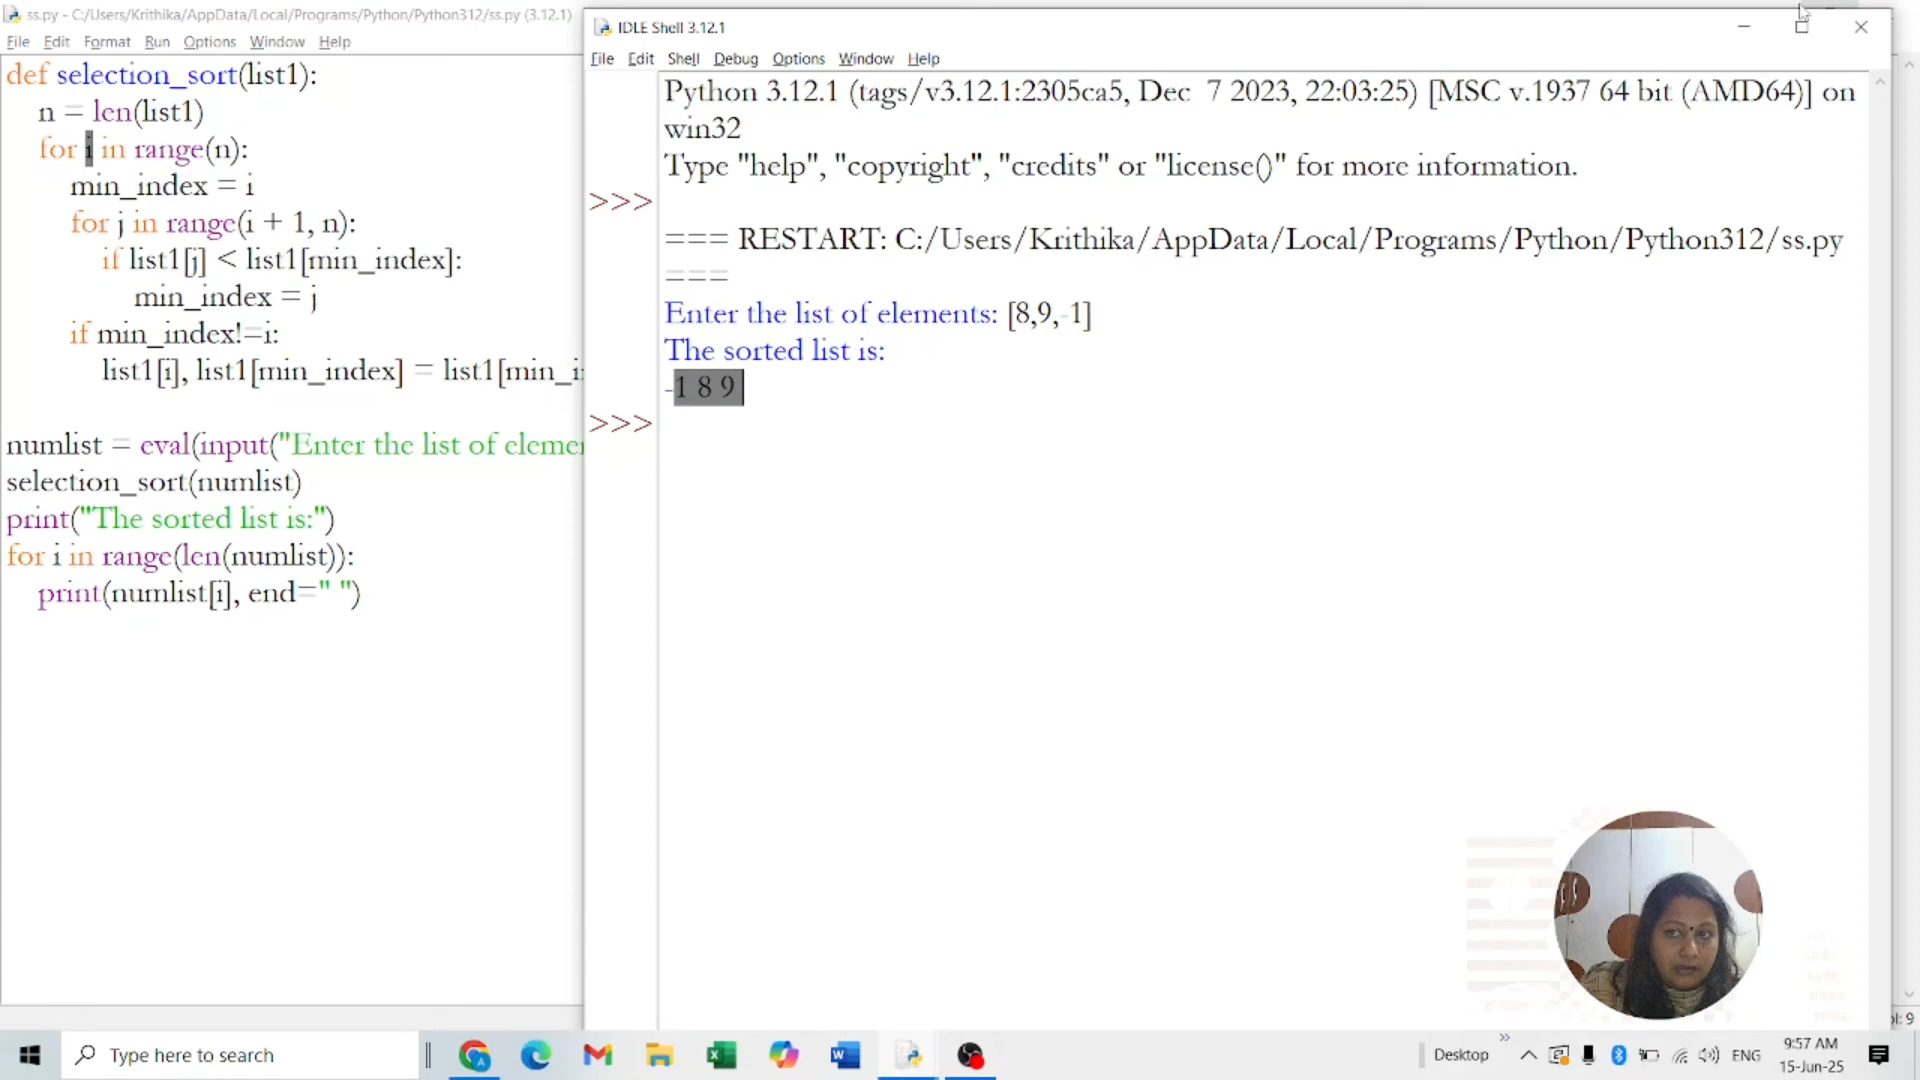 ss.py - C:/Users/Krithika/AppData/Local/Programs/Python/Python312/ss.py (3.12.1)
File Edit Format Run Options Window Help
def selection_sort(list1):
n = len(list1)
for i in range(n):
min_index = i
for j in range(i + 1, n):
if list1[j] < list1[min_index]:
min_index = j
if min_index!=i:
list1[i], list1[min_index] = list1[min_i
numlist = eval(input("Enter the list of eleme
selection_sort(numlist)
print("The sorted list is:")
for i in range(len(numlist)):
print(numlist[i], end=" ")
IDLE Shell 3.12.1
File Edit Shell Debug Options Window Help
Python 3.12.1 (tags/v3.12.1:2305ca5, Dec 7 2023, 22:03:25) [MSC v.1937 64 bit (AMD64)] on
win32
Type "help", "copyright", "credits" or "license()" for more information.
>>>
=== RESTART: C:/Users/Krithika/AppData/Local/Programs/Python/Python312/ss.py
===
Enter the list of elements: [8,9,-1]
The sorted list is:
-1 8 9
>>>
Type here to search
Desktop
ENG
9:57 AM
15-Jun-25